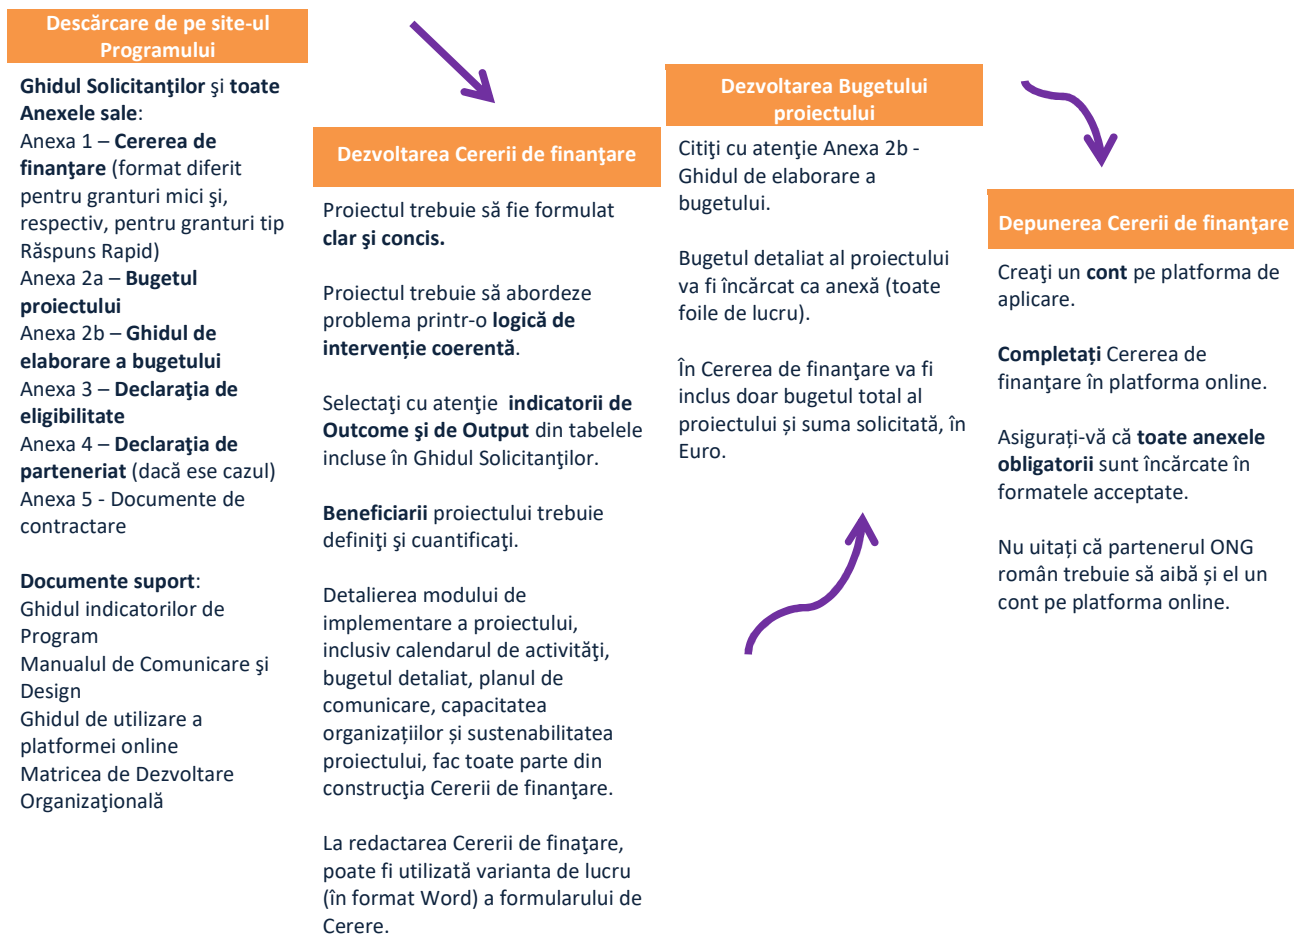 Descărcare de pe site-ul
Programului
Ghidul Solicitanţilor şi toate
Anexele sale:
Anexa 1 – Cererea de
finanţare (format diferit
pentru granturi mici şi,
respectiv, pentru granturi tip
Răspuns Rapid)
Anexa 2a – Bugetul
proiectului
Anexa 2b – Ghidul de
elaborare a bugetului
Anexa 3 – Declaraţia de
eligibilitate
Anexa 4 – Declaraţia de
parteneriat (dacă ese cazul)
Anexa 5 - Documente de
contractare
Documente suport:
Ghidul indicatorilor de
Program
Manualul de Comunicare şi
Design
Ghidul de utilizare a
platformei online
Matricea de Dezvoltare
Organizaţională
Dezvoltarea Cererii de finanţare
Proiectul trebuie să fie formulat
clar şi concis.
Proiectul trebuie să abordeze
problema printr-o logică de
intervenție coerentă.
Selectaţi cu atenţie indicatorii de
Outcome şi de Output din tabelele
incluse în Ghidul Solicitanţilor.
Beneficiarii proiectului trebuie
definiţi şi cuantificaţi.
Detalierea modului de
implementare a proiectului,
inclusiv calendarul de activităţi,
bugetul detaliat, planul de
comunicare, capacitatea
organizațiilor și sustenabilitatea
proiectului, fac toate parte din
construcţia Cererii de finanţare.
La redactarea Cererii de finaţare,
poate fi utilizată varianta de lucru
(în format Word) a formularului de
Cerere.
Dezvoltarea Bugetului
proiectului
Citiţi cu atenţie Anexa 2b -
Ghidul de elaborare a
bugetului.
Bugetul detaliat al proiectului
va fi încărcat ca anexă (toate
foile de lucru).
În Cererea de finanţare va fi
inclus doar bugetul total al
proiectului și suma solicitată, în
Euro.
Depunerea Cererii de finanţare
Creaţi un cont pe platforma de
aplicare.
Completați Cererea de
finanţare în platforma online.
Asigurați-vă că toate anexele
obligatorii sunt încărcate în
formatele acceptate.
Nu uitați că partenerul ONG
român trebuie să aibă și el un
cont pe platforma online.